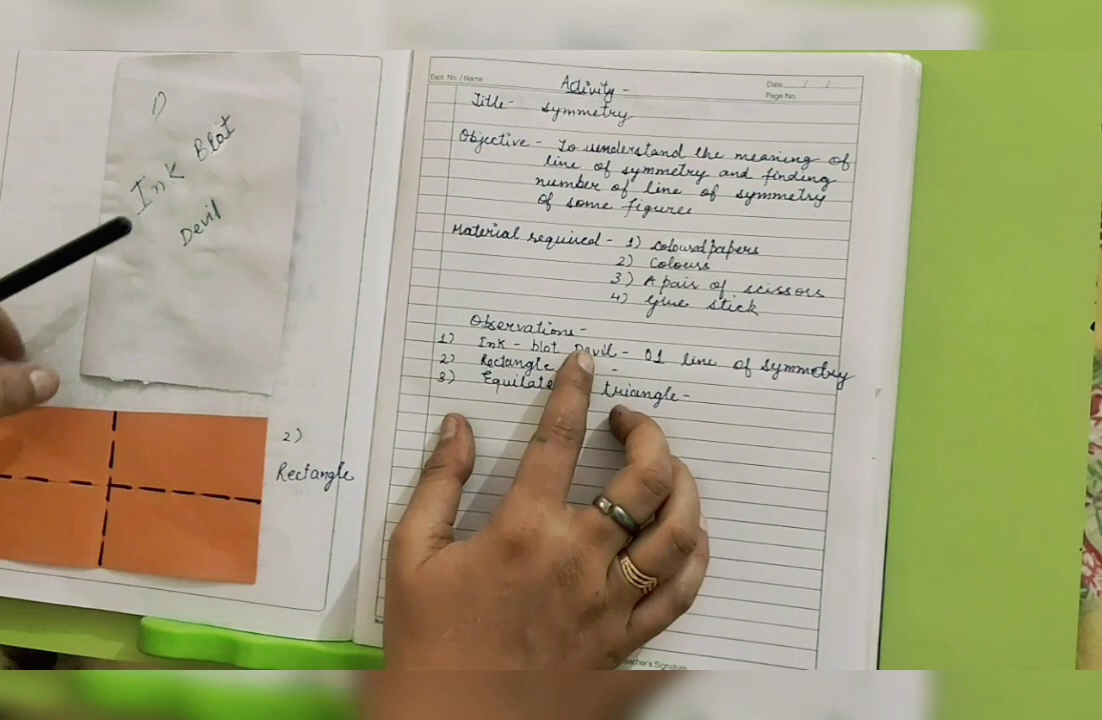 1)
Ink Blot
Devil
2)
Rectangle
Expt. No. / Name
Date / /
Page No.
Activity -
Title - symmetry
Objective - To understand the meaning of
line of symmetry and finding
number of line of symmetry
of some figures
Material required - 1) coloured papers
2) Colours
3) A pair of scissors
4) glue stick
Observations -
1) Ink - blot Devil - 01 line of symmetry
2) Rectangle -
3) triangle -
Teacher's Signature